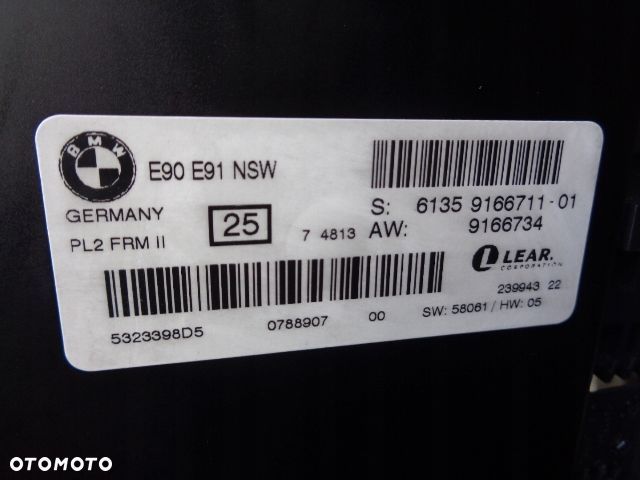 BMW
E90 E91 NSW
GERMANY
25
PL2 FRM II
7 4813
S: 6135 9166711-01
AW: 9166734
LEAR.
CORPORATION
239943 22
5323398D5 0788907 00 SW: 58061 / HW: 05
OTOMOTO